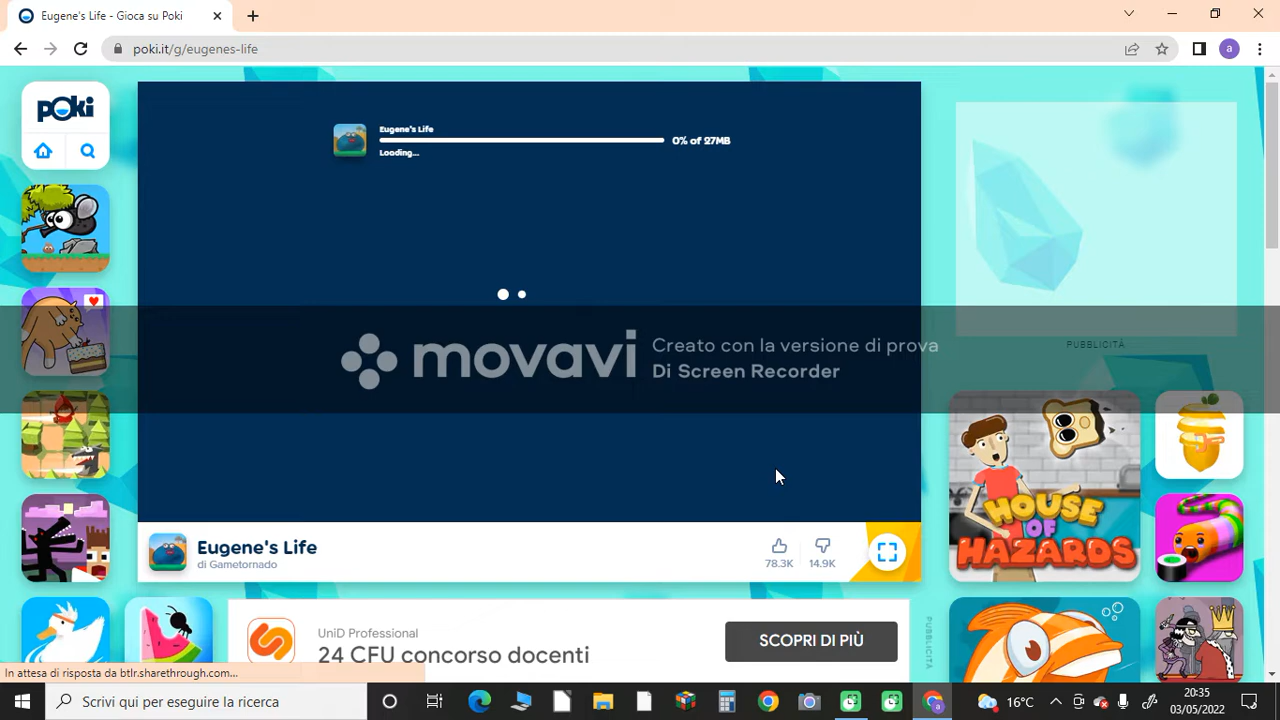 Eugene's Life - Gioca su Poki
poki.it/g/eugenes-life
a
poki
Eugene's Life
0% of 27MB
Loading...
movavi
Creato con la versione di prova
Di Screen Recorder
PUBBLICITÀ
HOUSE
OF
HAZARDS
Eugene's Life
di Gametornado
78.3K
14.9K
UniD Professional
24 CFU concorso docenti
SCOPRI DI PIÙ
PUBBLICITÀ
In attesa di risposta da btlr.sharethrough.com...
Scrivi qui per eseguire la ricerca
16°C
20:35
03/05/2022